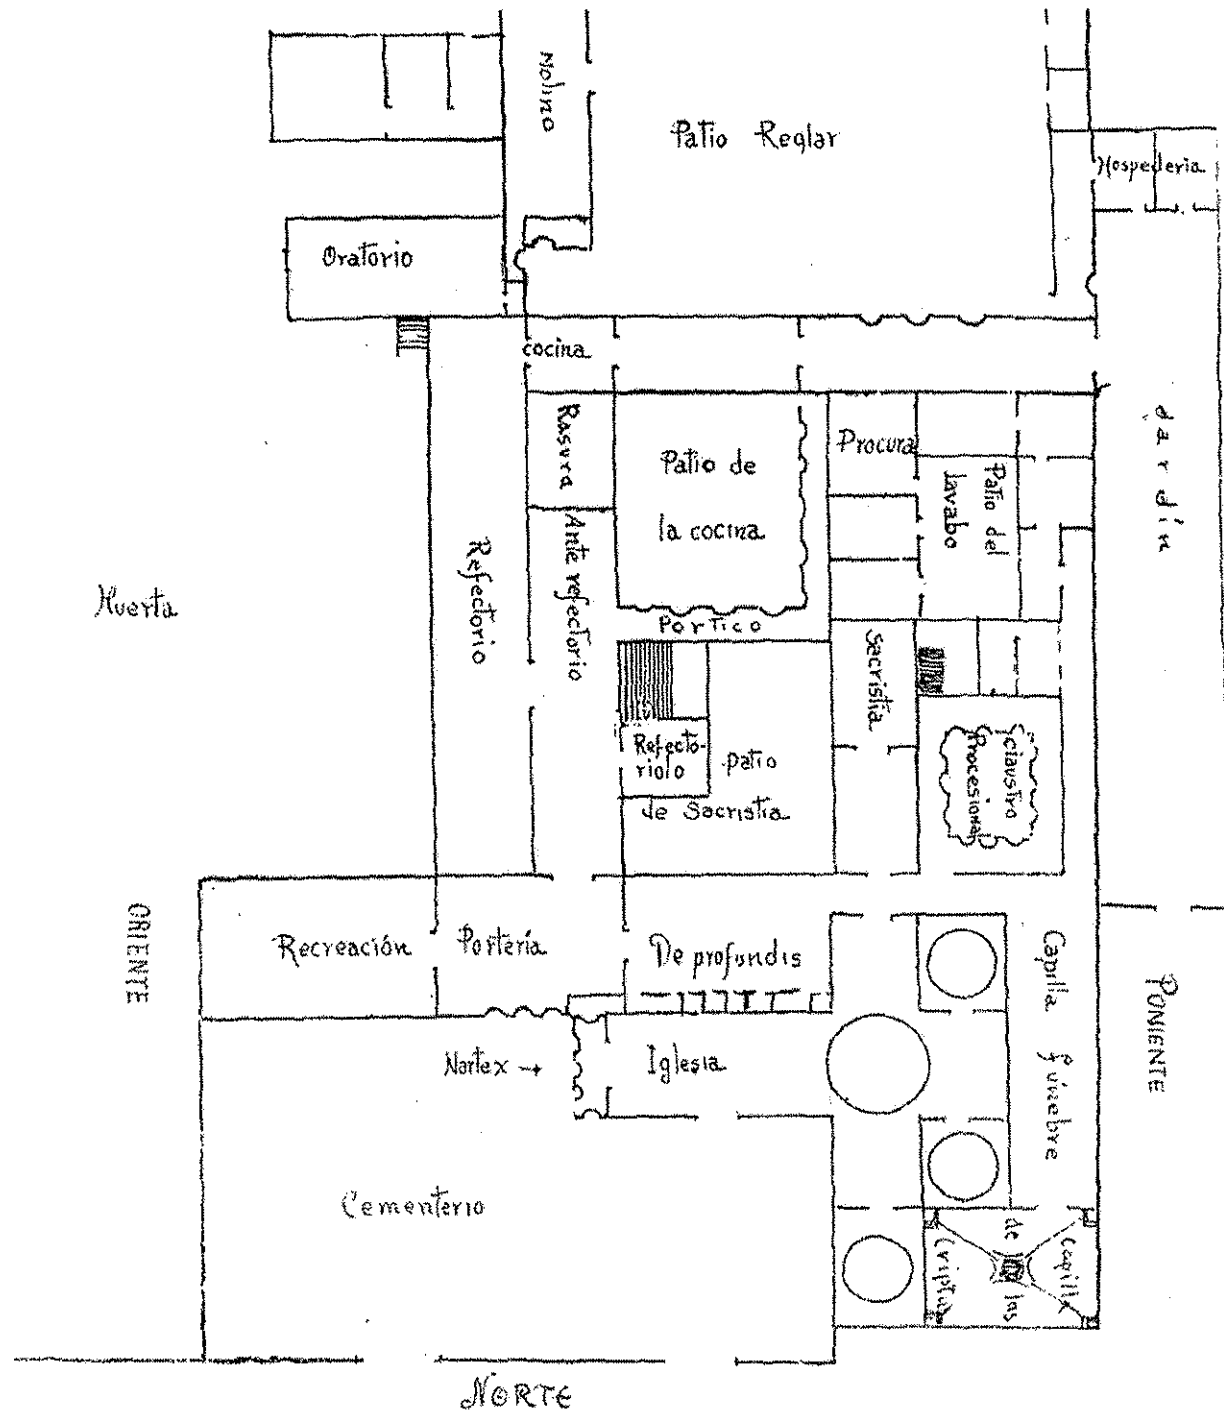 Molino
Patio Reglar
Hospederia
Oratorio
cocina
Rasura
Patio de
la cocina
Procura
Patio del
lavabo
Jardín
Refectorio
Ante refectorio
Huerta
PORTICO
Sacristia
Refecto-
riolo
patio
de Sacristia
claustro
Procesional
ORIENTE
Recreación
Portería
De profundis
Capilla fúnebre
PONIENTE
Nartex →
Iglesia
Cementerio
capilla
de las
Criptas
NORTE